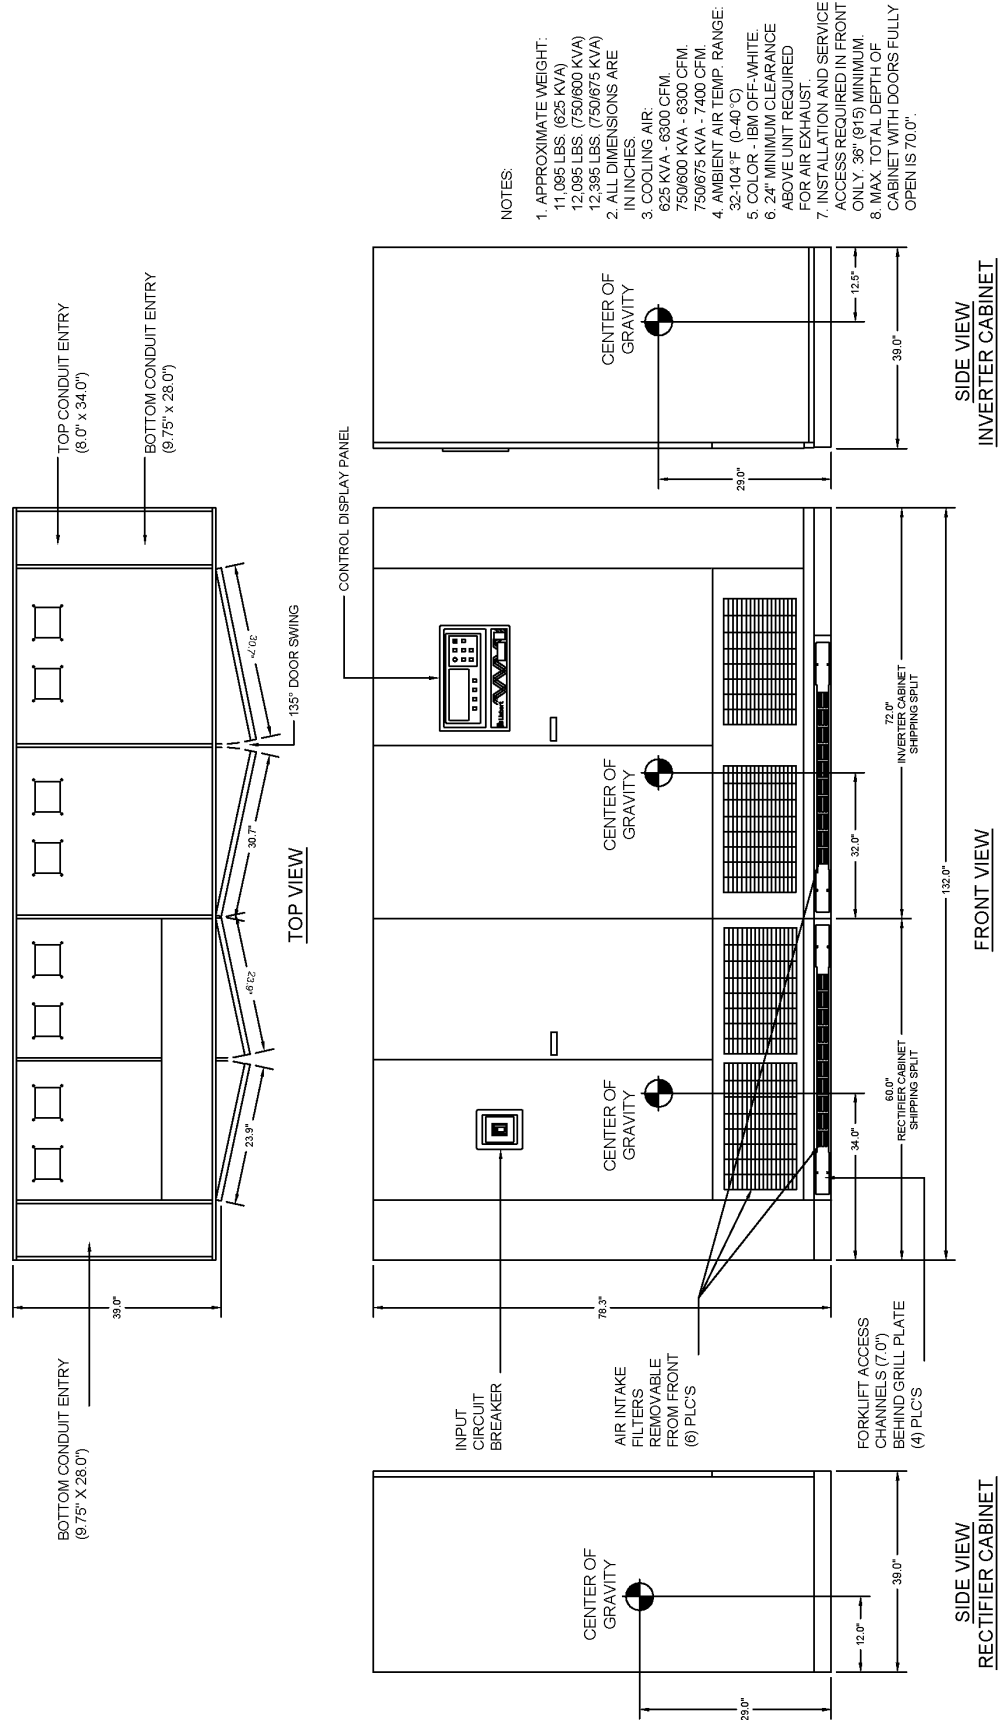 BOTTOM CONDUIT ENTRY
(9.75" X 28.0")
39.0"
23.9"
23.9"
30.7"
30.7"
135° DOOR SWING
TOP VIEW
TOP CONDUIT ENTRY
(8.0" x 34.0")
BOTTOM CONDUIT ENTRY
(9.75" x 28.0")
NOTES:
1. APPROXIMATE WEIGHT:
11,095 LBS. (625 KVA)
12,095 LBS. (750/600 KVA)
12,395 LBS. (750/675 KVA)
2. ALL DIMENSIONS ARE
IN INCHES.
3. COOLING AIR:
625 KVA - 6300 CFM.
750/600 KVA - 6300 CFM.
750/675 KVA - 7400 CFM.
4. AMBIENT AIR TEMP. RANGE:
32-104°F (0-40°C)
5. COLOR - IBM OFF-WHITE.
6. 24" MINIMUM CLEARANCE
ABOVE UNIT REQUIRED
FOR AIR EXHAUST.
7. INSTALLATION AND SERVICE
ACCESS REQUIRED IN FRONT
ONLY. 36" (915) MINIMUM.
8. MAX. TOTAL DEPTH OF
CABINET WITH DOORS FULLY
OPEN IS 70.0".
CENTER OF
GRAVITY
29.0"
12.0"
39.0"
SIDE VIEW
RECTIFIER CABINET
INPUT
CIRCUIT
BREAKER
AIR INTAKE
FILTERS
REMOVABLE
FROM FRONT
(6) PLC'S
FORKLIFT ACCESS
CHANNELS (7.0")
BEHIND GRILL PLATE
(4) PLC'S
78.3"
CONTROL DISPLAY PANEL
Liebert
CENTER OF
GRAVITY
CENTER OF
GRAVITY
34.0"
32.0"
60.0"
RECTIFIER CABINET
SHIPPING SPLIT
72.0"
INVERTER CABINET
SHIPPING SPLIT
132.0"
FRONT VIEW
CENTER OF
GRAVITY
29.0"
12.5"
39.0"
SIDE VIEW
INVERTER CABINET